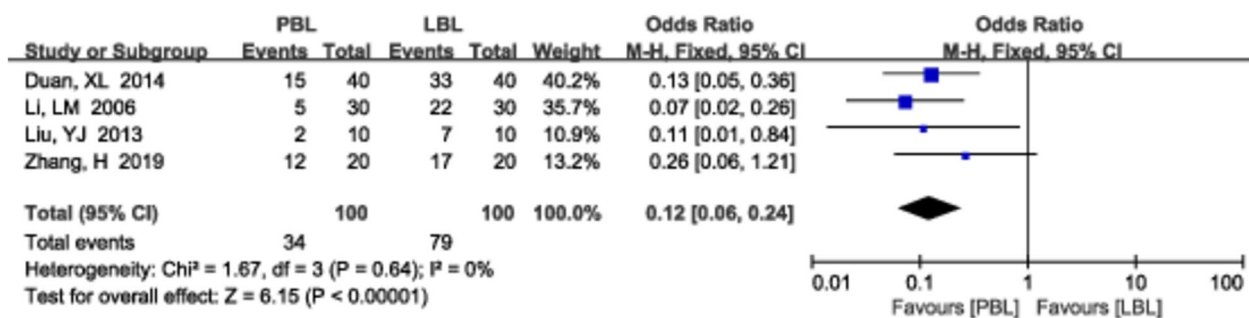 PBL LBL Odds Ratio Odds Ratio
Study or Subgroup Events Total Events Total Weight M-H, Fixed, 95% CI M-H, Fixed, 95% CI
Duan, XL 2014 15 40 33 40 40.2% 0.13 [0.05, 0.36]
Li, LM 2006 5 30 22 30 35.7% 0.07 [0.02, 0.26]
Liu, YJ 2013 2 10 7 10 10.9% 0.11 [0.01, 0.84]
Zhang, H 2019 12 20 17 20 13.2% 0.26 [0.06, 1.21]
Total (95% CI) 100 100 100.0% 0.12 [0.06, 0.24]
Total events 34 79
Heterogeneity: Chi² = 1.67, df = 3 (P = 0.64); I² = 0%
Test for overall effect: Z = 6.15 (P < 0.00001)
0.01 0.1 1 10 100
Favours [PBL] Favours [LBL]